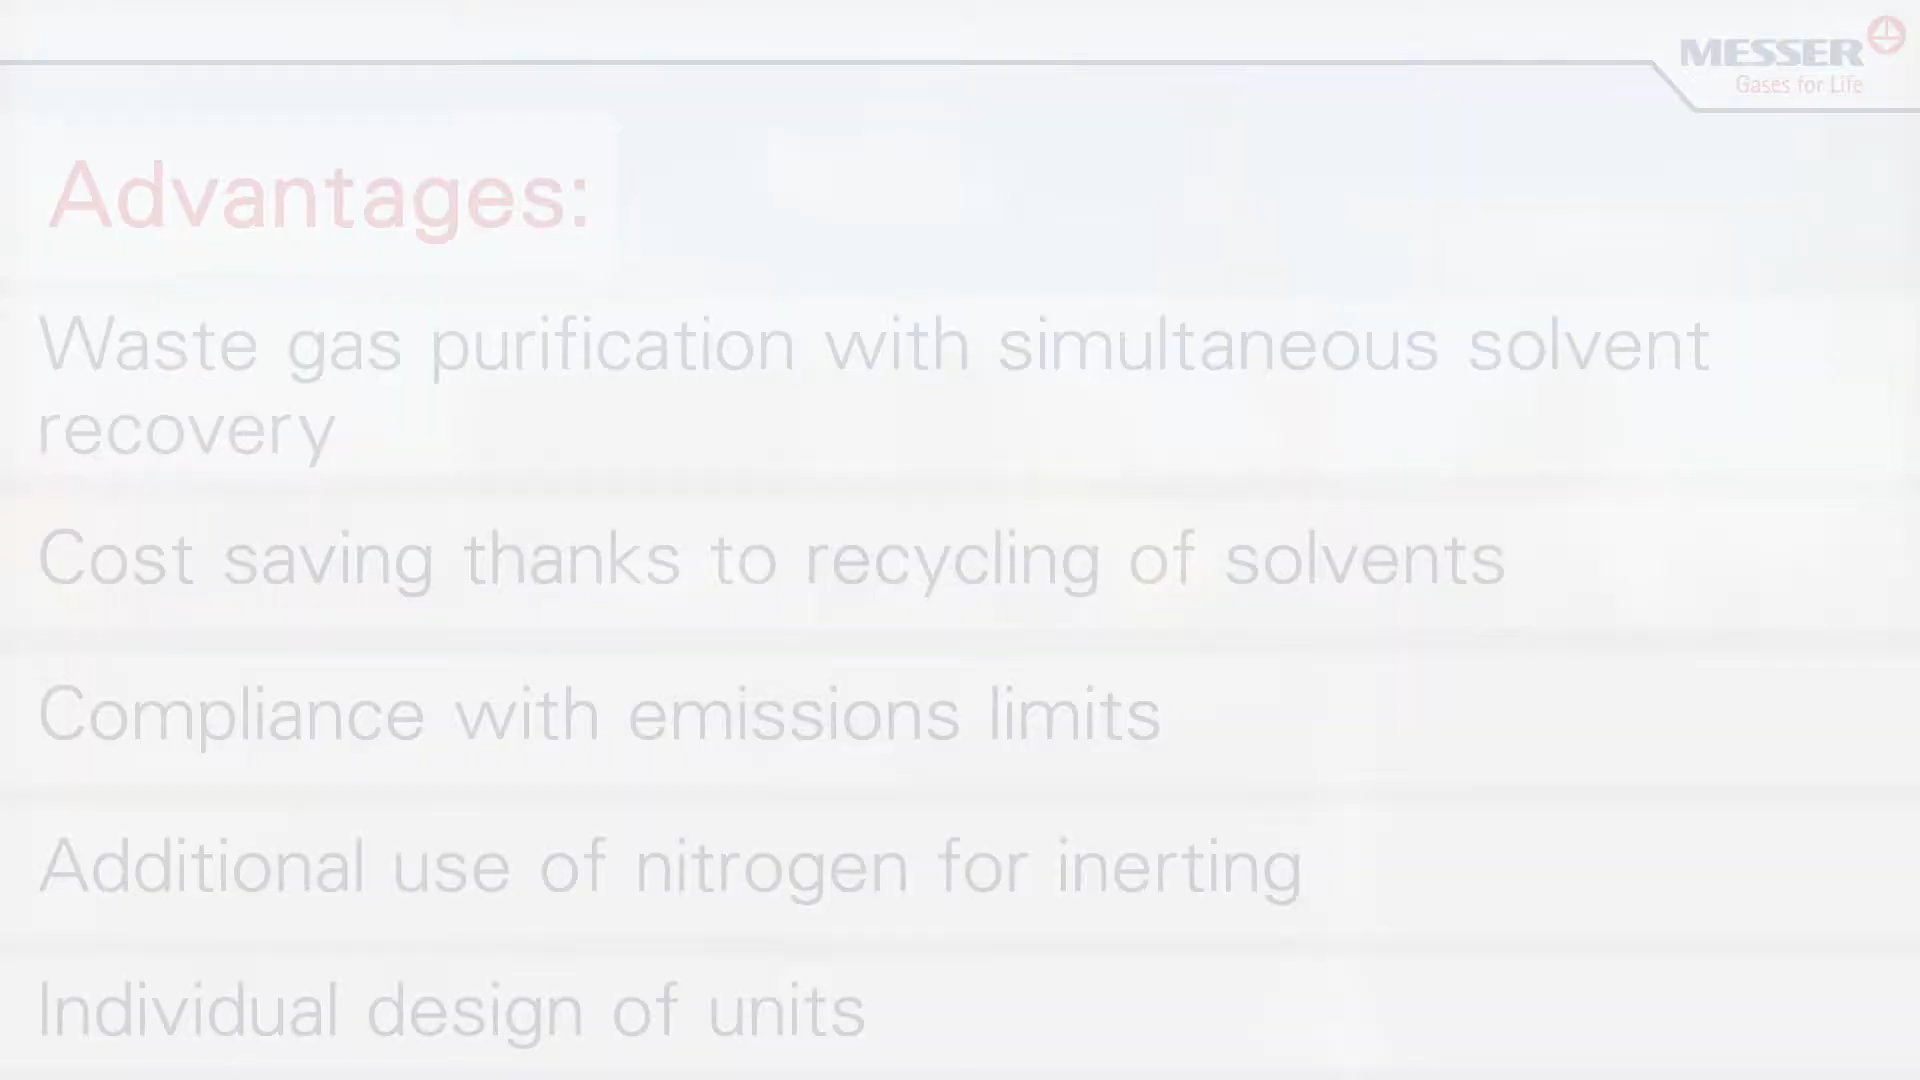 MESSER
Gases for Life
Advantages:
Waste gas purification with simultaneous solvent
recovery
Cost saving thanks to recycling of solvents
Compliance with emissions limits
Additional use of nitrogen for inerting
Individual design of units